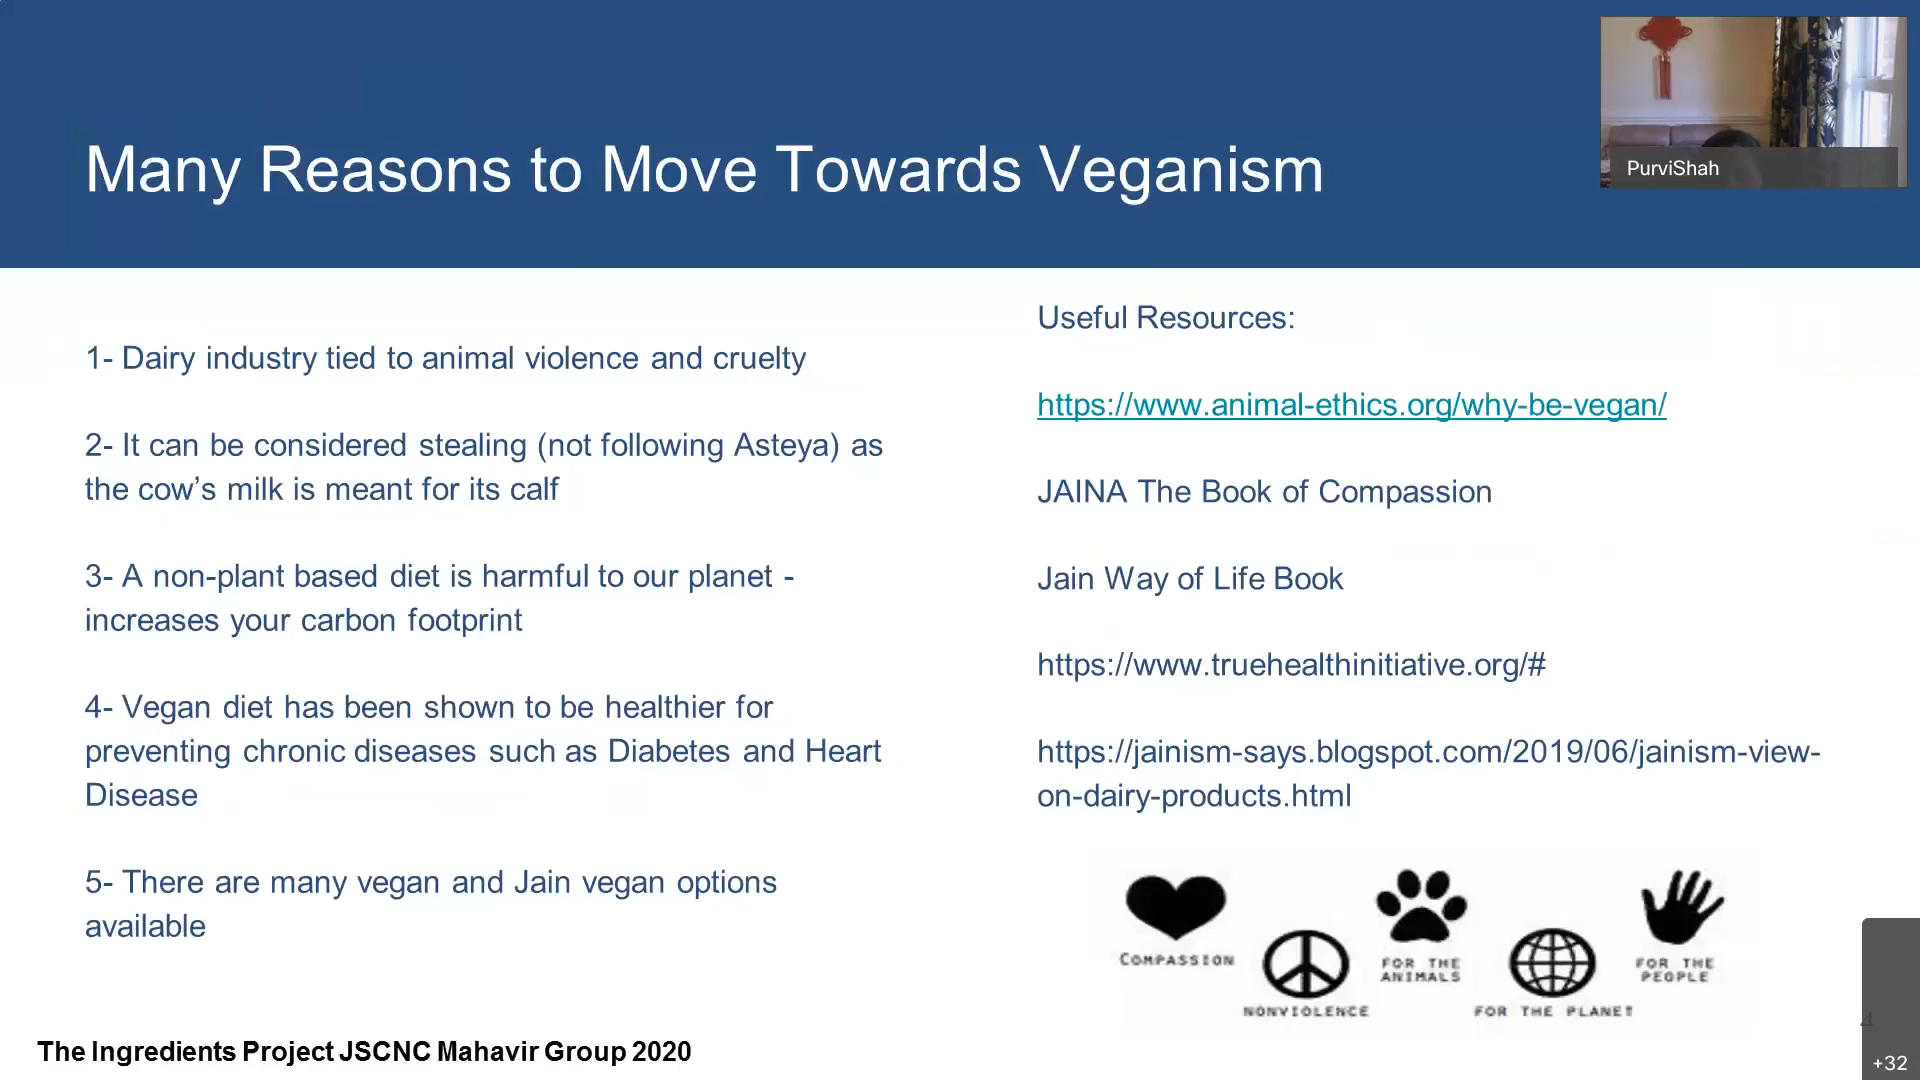 Many Reasons to Move Towards Veganism
PurviShah
1- Dairy industry tied to animal violence and cruelty
2- It can be considered stealing (not following Asteya) as
the cow’s milk is meant for its calf
3- A non-plant based diet is harmful to our planet -
increases your carbon footprint
4- Vegan diet has been shown to be healthier for
preventing chronic diseases such as Diabetes and Heart
Disease
5- There are many vegan and Jain vegan options
available
Useful Resources:
https://www.animal-ethics.org/why-be-vegan/
JAINA The Book of Compassion
Jain Way of Life Book
https://www.truehealthinitiative.org/#
https://jainism-says.blogspot.com/2019/06/jainism-view-
on-dairy-products.html
COMPASSION
NONVIOLENCE
FOR THE
ANIMALS
FOR THE PLANET
FOR THE
PEOPLE
The Ingredients Project JSCNC Mahavir Group 2020
4
+32